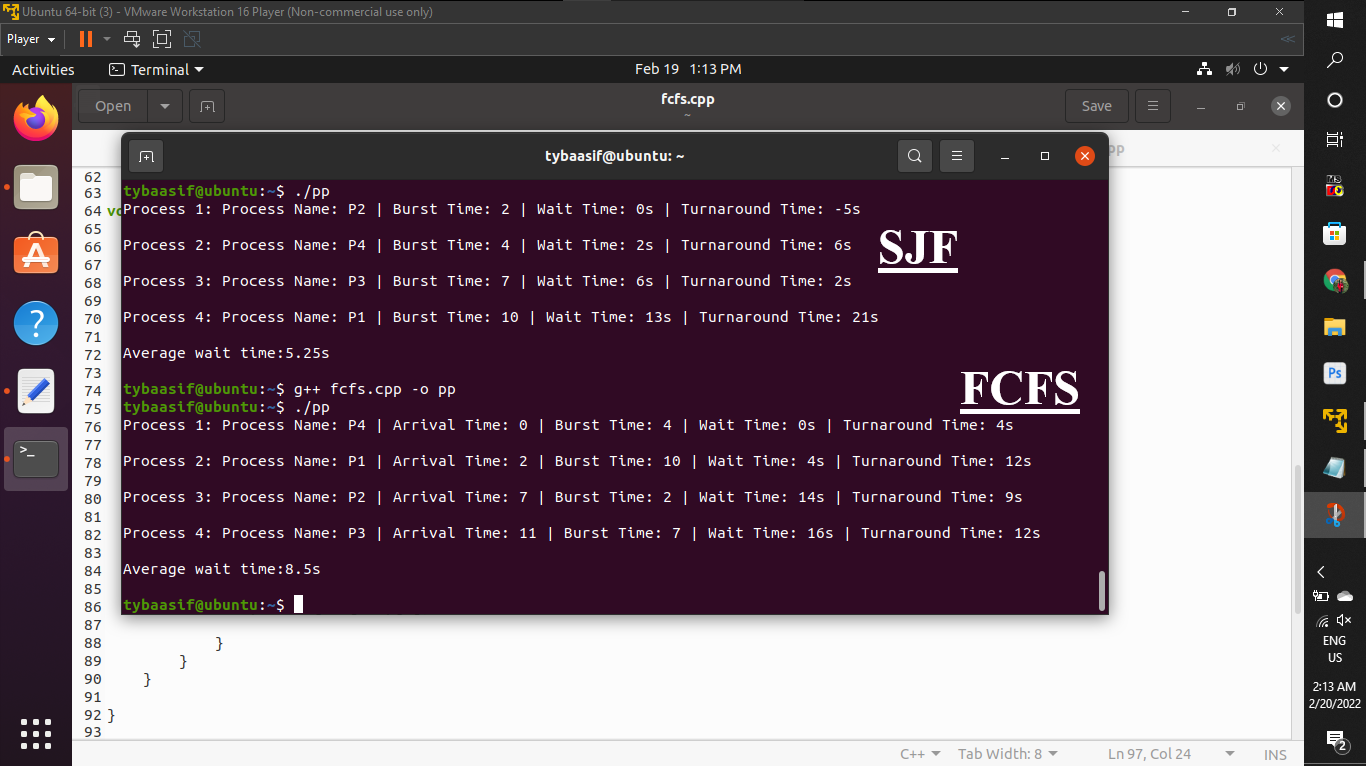 Ubuntu 64-bit (3) - VMware Workstation 16 Player (Non-commercial use only)
Player
Activities
Terminal
Feb 19 1:13 PM
Open
fcfs.cpp
~
Save
tybaasif@ubuntu: ~
pp
62
63
64 vo
65
66
67
68
69
70
71
72
73
74
75
76
77
78
79
80
81
82
83
84
85
86
87
88 }
89 }
90 }
91
92 }
93
tybaasif@ubuntu:~$ ./pp
Process 1: Process Name: P2 | Burst Time: 2 | Wait Time: 0s | Turnaround Time: -5s
Process 2: Process Name: P4 | Burst Time: 4 | Wait Time: 2s | Turnaround Time: 6s
SJF
Process 3: Process Name: P3 | Burst Time: 7 | Wait Time: 6s | Turnaround Time: 2s
Process 4: Process Name: P1 | Burst Time: 10 | Wait Time: 13s | Turnaround Time: 21s
Average wait time:5.25s
tybaasif@ubuntu:~$ g++ fcfs.cpp -o pp
FCFS
tybaasif@ubuntu:~$ ./pp
Process 1: Process Name: P4 | Arrival Time: 0 | Burst Time: 4 | Wait Time: 0s | Turnaround Time: 4s
Process 2: Process Name: P1 | Arrival Time: 2 | Burst Time: 10 | Wait Time: 4s | Turnaround Time: 12s
Process 3: Process Name: P2 | Arrival Time: 7 | Burst Time: 2 | Wait Time: 14s | Turnaround Time: 9s
Process 4: Process Name: P3 | Arrival Time: 11 | Burst Time: 7 | Wait Time: 16s | Turnaround Time: 12s
Average wait time:8.5s
tybaasif@ubuntu:~$
C++
Tab Width: 8
Ln 97, Col 24
INS
Ps
ENG
US
2:13 AM
2/20/2022
2